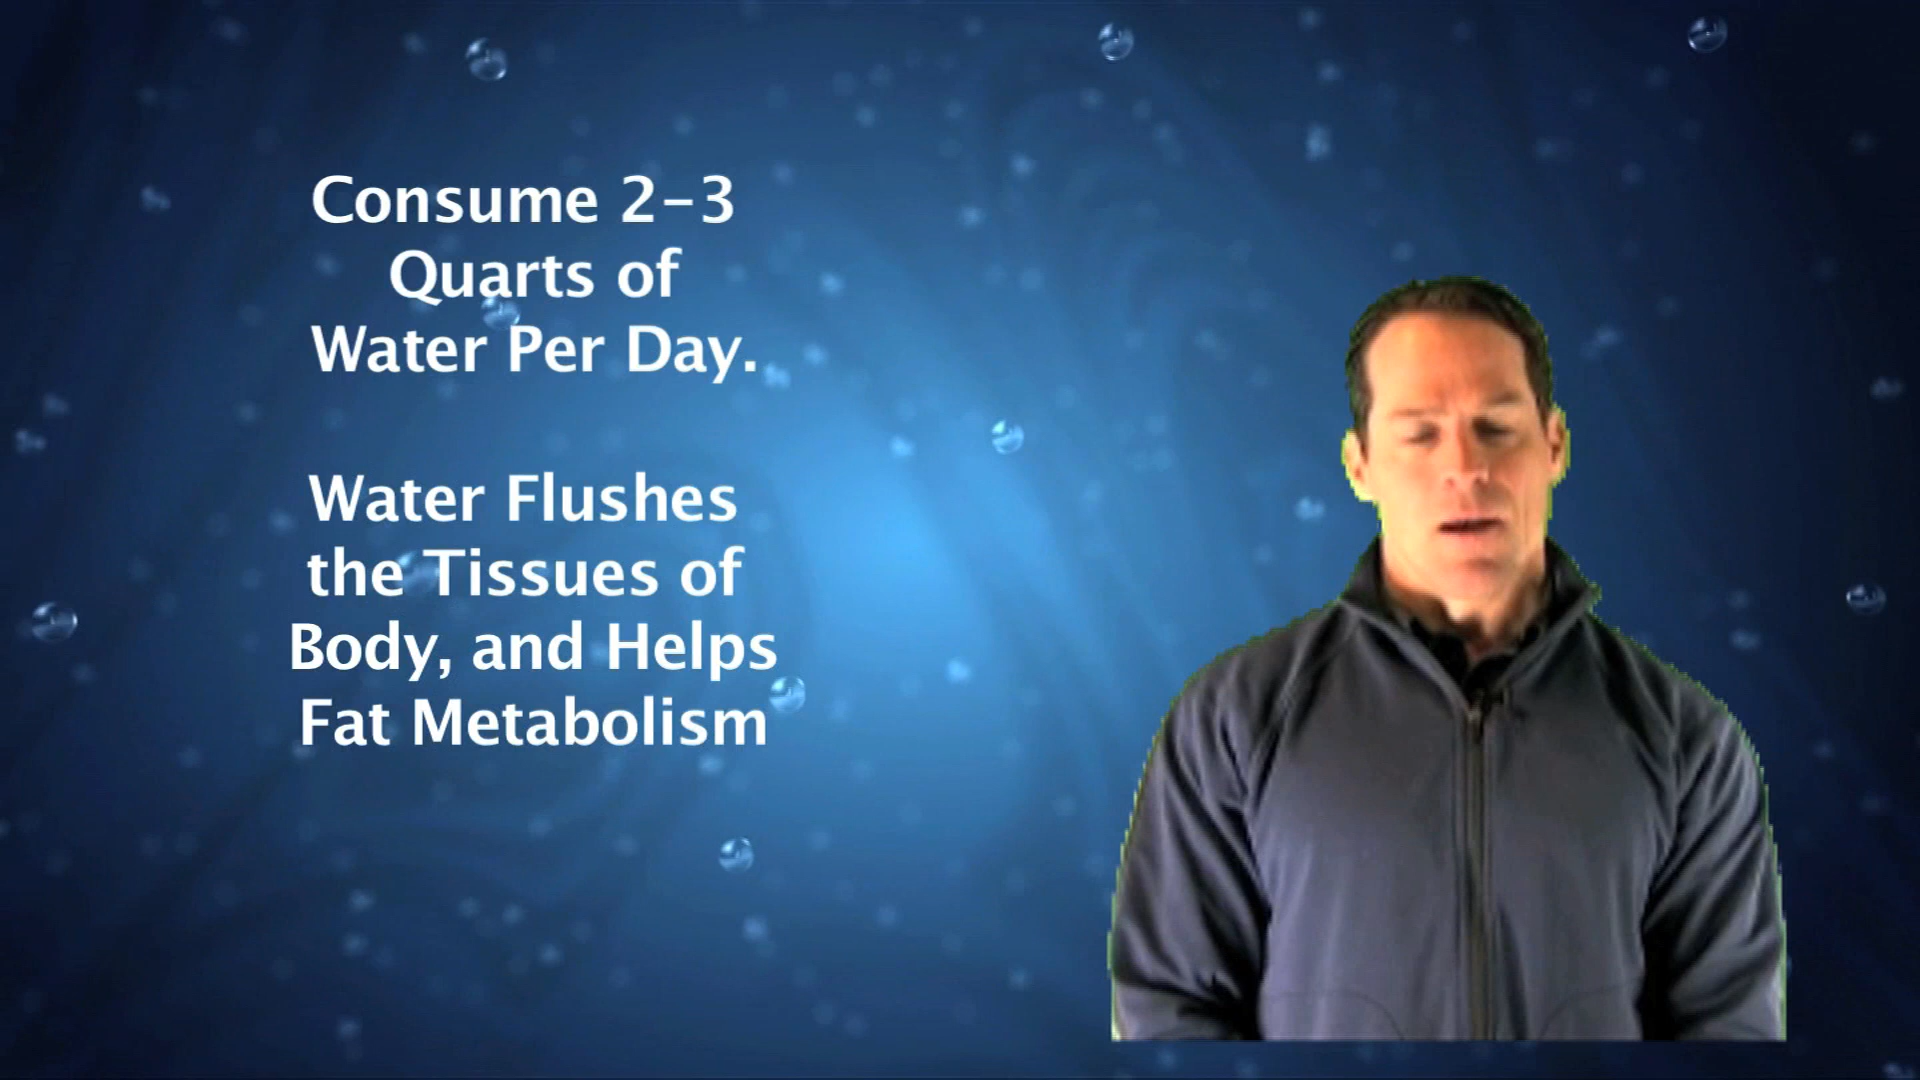 Consume 2-3
Quarts of
Water Per Day.
Water Flushes
the Tissues of
Body, and Helps
Fat Metabolism